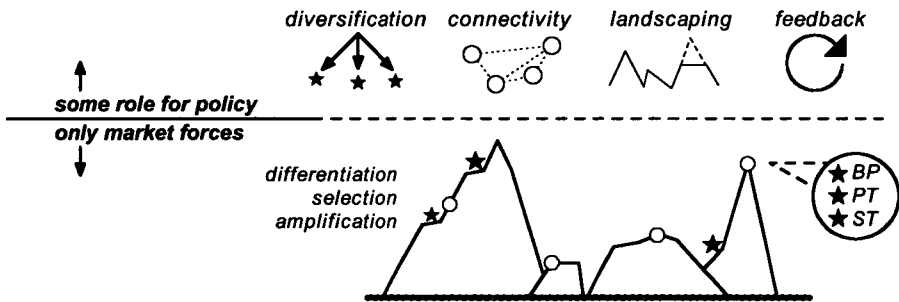 diversification connectivity landscaping feedback
some role for policy
only market forces
differentiation
selection
amplification
BP
PT
ST